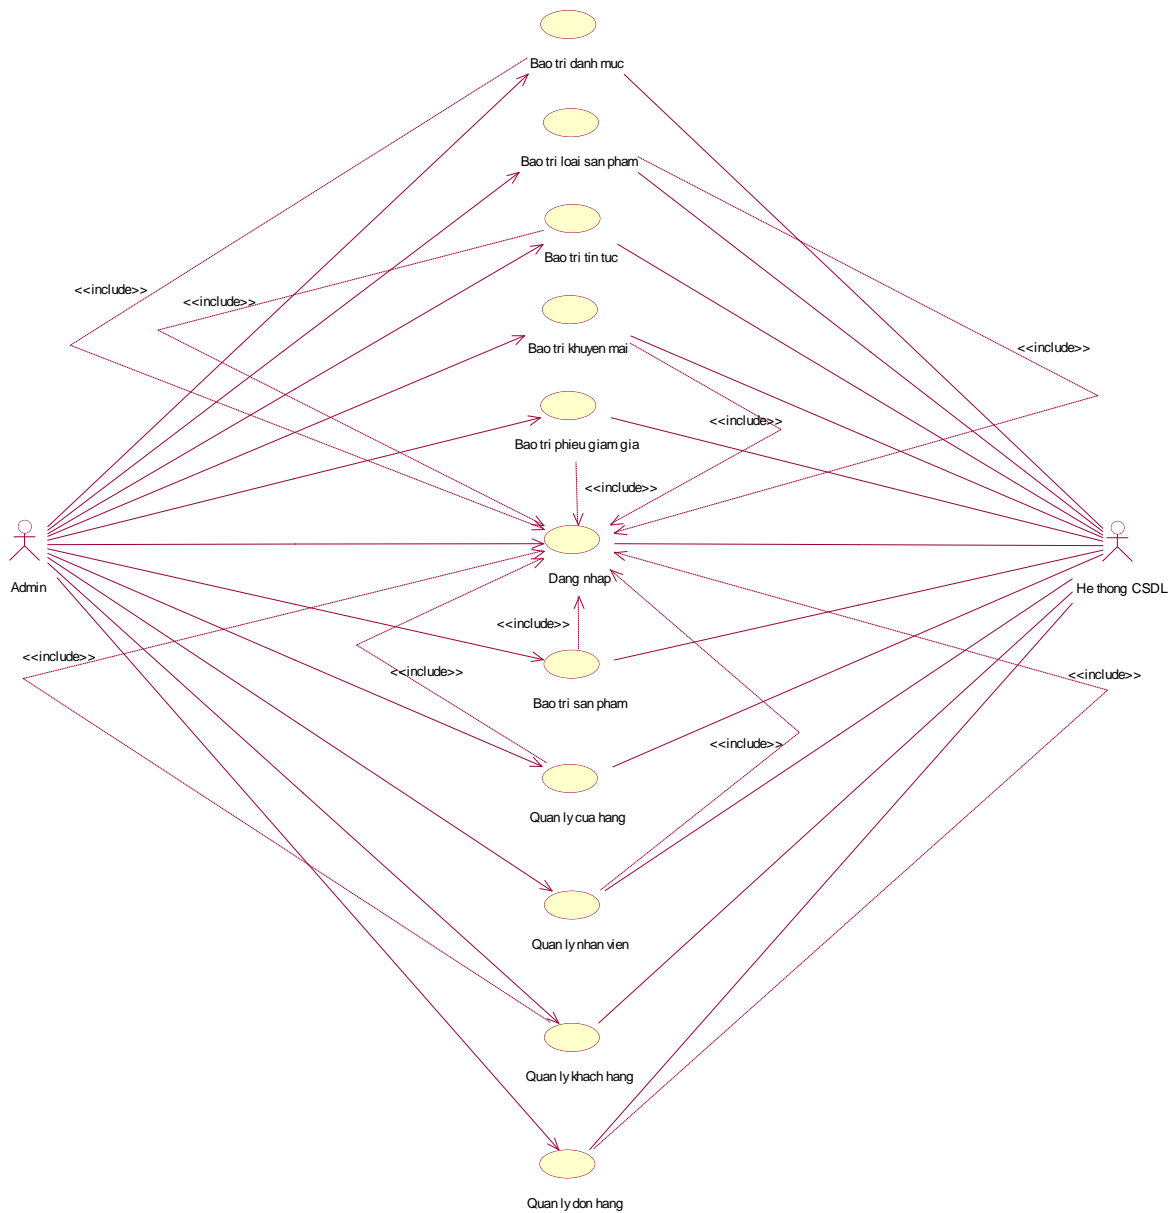 Bao tri danh muc
Bao tri loai san pham
Bao tri tin tuc
<<include>>
<<include>>
Bao tri khuyen mai
<<include>>
<<include>>
Bao tri phieu giam gia
<<include>>
Admin
Dang nhap
He thong CSDL
<<include>>
<<include>>
<<include>>
<<include>>
Bao tri san pham
<<include>>
Quan ly cua hang
Quan ly nhan vien
Quan ly khach hang
Quan ly don hang